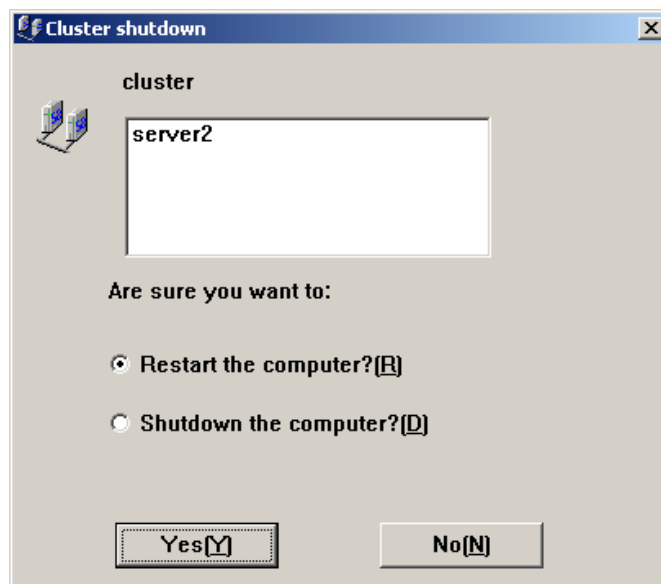 Cluster shutdown
cluster
server2
Are sure you want to:
Restart the computer?(R)
Shutdown the computer?(D)
Yes(Y)
No(N)